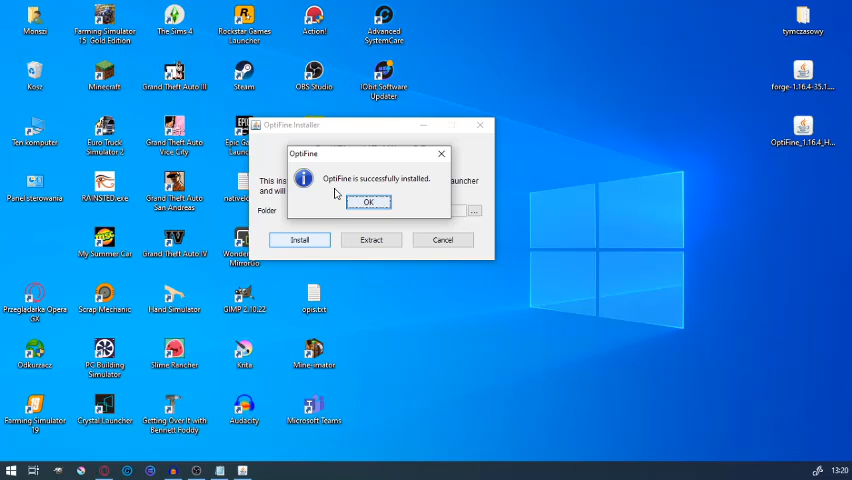 Monszi
Farming Simulator
15 Gold Edition
The Sims 4
Rockstar Games
Launcher
Action!
Advanced
SystemCare
tymczasowy
Kosz
Minecraft
Grand Theft Auto III
Steam
OBS Studio
IObit Software
Updater
forge-1.16.4-35.1....
Ten komputer
Euro Truck
Simulator 2
Grand Theft Auto
Vice City
Epic
OptiFine_1.16.4_H...
OptiFine Installer
OptiFine
OptiFine is successfully installed.
OK
This ins
auncher
and will
Folder
...
Install
Extract
Cancel
Panel sterowania
RAINSTED.exe
Grand Theft Auto
San Andreas
My Summer Car
Grand Theft Auto IV
Przeglądarka Opera
GX
Scrap Mechanic
Hand Simulator
GIMP 2.10.22
opis.txt
Odkurzacz
PC Building
Simulator
Slime Rancher
Krita
Mine-imator
Farming Simulator
19
Crystal Launcher
Getting Over It with
Bennett Foddy
Audacity
Microsoft Teams
13:20